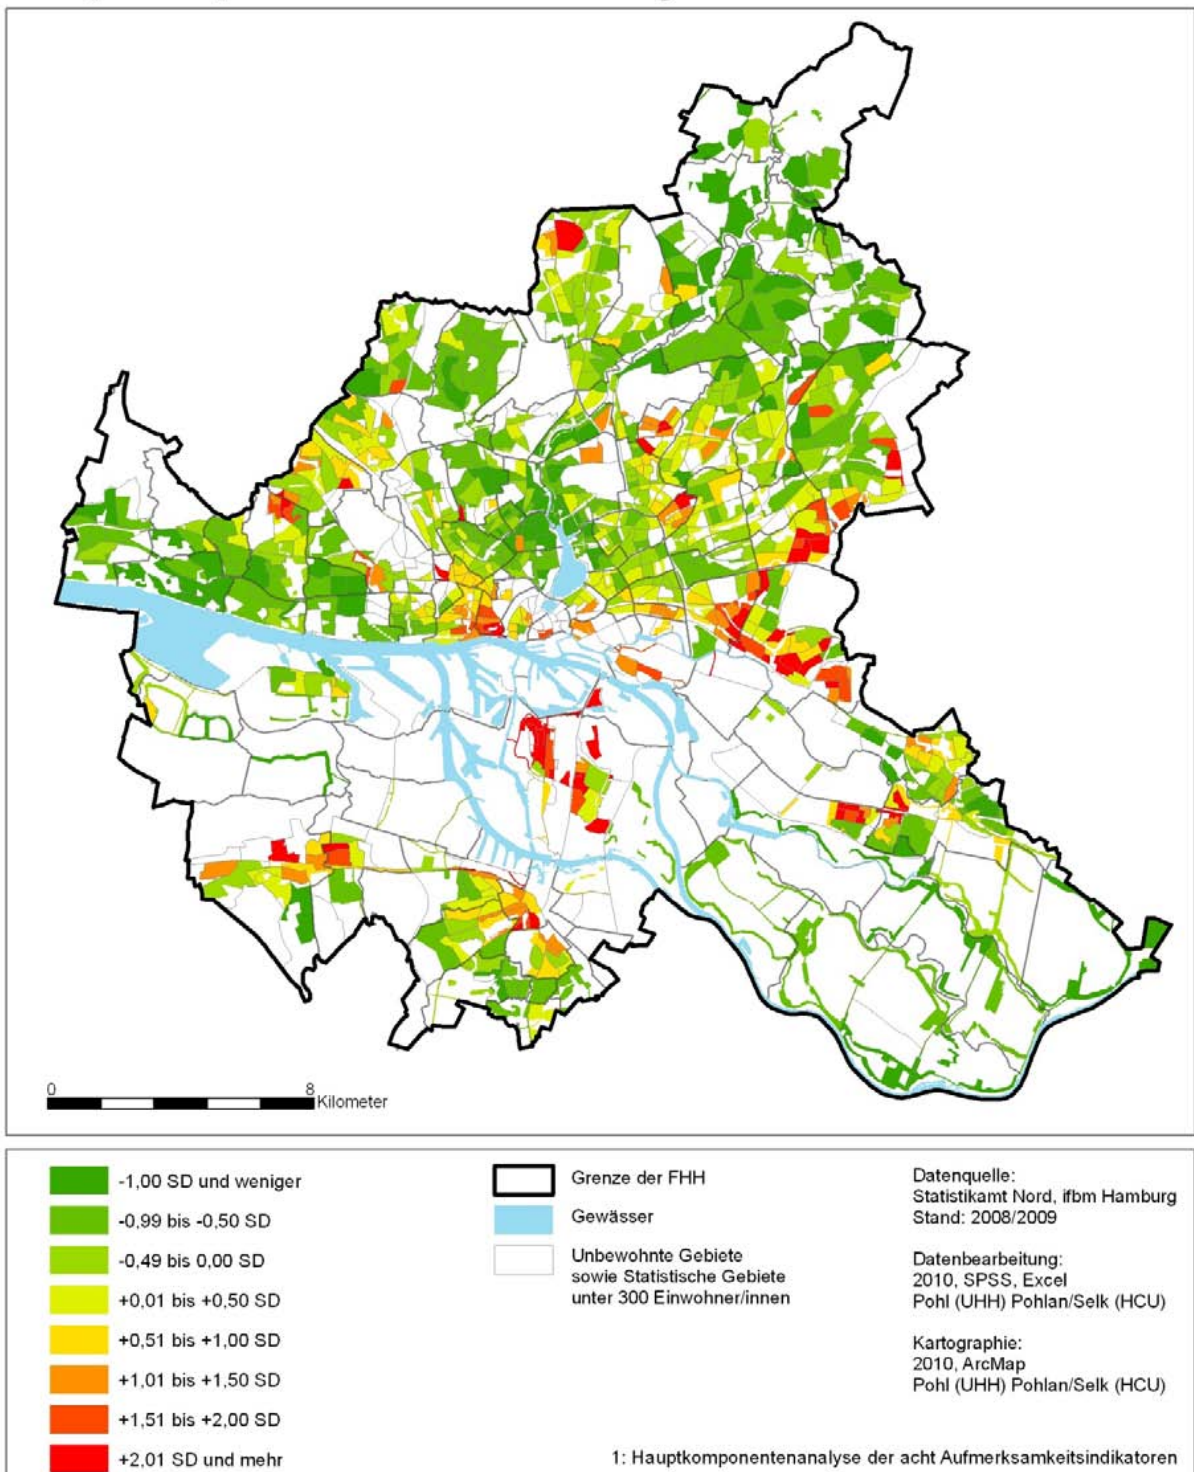 0
8
Kilometer
-1,00 SD und weniger
-0,99 bis -0,50 SD
-0,49 bis 0,00 SD
+0,01 bis +0,50 SD
+0,51 bis +1,00 SD
+1,01 bis +1,50 SD
+1,51 bis +2,00 SD
+2,01 SD und mehr
Grenze der FHH
Gewässer
Unbewohnte Gebiete
sowie Statistische Gebiete
unter 300 Einwohner/innen
Datenquelle:
Statistikamt Nord, ifbm Hamburg
Stand: 2008/2009
Datenbearbeitung:
2010, SPSS, Excel
Pohl (UHH) Pohlan/Selk (HCU)
Kartographie:
2010, ArcMap
Pohl (UHH) Pohlan/Selk (HCU)
1: Hauptkomponentenanalyse der acht Aufmerksamkeitsindikatoren